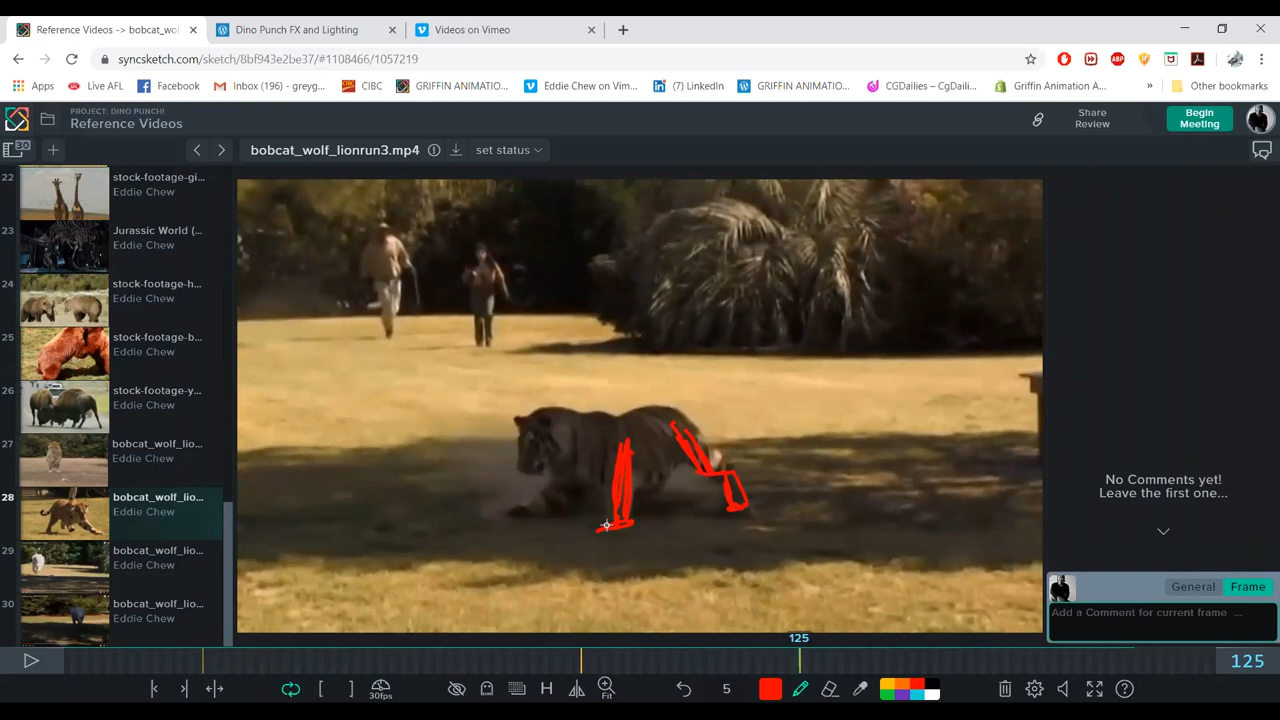 Reference Videos -> bobcat_wo
Dino Punch FX and Lighting
Videos on Vimeo
syncsketch.com/sketch/8bf943e2be37/#1108466/1057219
Apps
Live AFL
Facebook
Inbox (196) - greyg...
CIBC
GRIFFIN ANIMATIO...
Eddie Chew on Vim...
(7) LinkedIn
GRIFFIN ANIMATION...
CGDailies – CgDaili...
Griffin Animation A...
»
Other bookmarks
PROJECT: DINO PUNCH!
Reference Videos
Share Review
Begin Meeting
30
bobcat_wolf_lionrun3.mp4
set status
22
stock-footage-gi...
Eddie Chew
23
Jurassic World (...
Eddie Chew
24
stock-footage-h...
Eddie Chew
25
stock-footage-b...
Eddie Chew
26
stock-footage-y...
Eddie Chew
27
bobcat_wolf_lio...
Eddie Chew
28
bobcat_wolf_lio...
Eddie Chew
29
bobcat_wolf_lio...
Eddie Chew
30
bobcat_wolf_lio...
Eddie Chew
No Comments yet!
Leave the first one...
General
Frame
Add a Comment for current frame ...
125
125
30fps
H
Fit
5